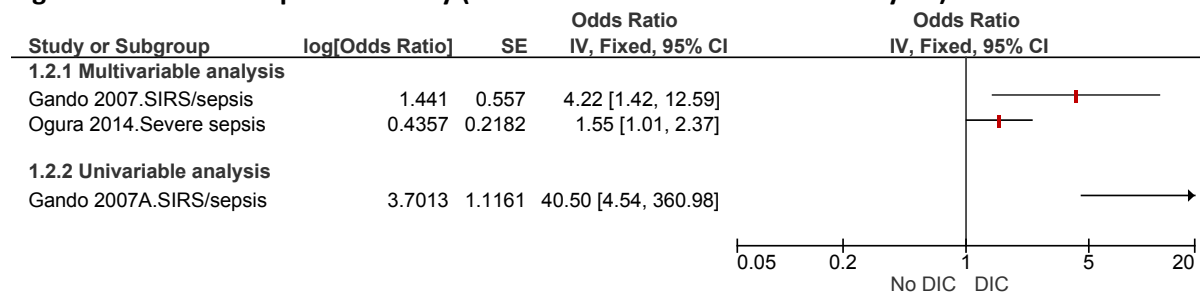 Odds Ratio Odds Ratio
Study or Subgroup log[Odds Ratio] SE IV, Fixed, 95% CI IV, Fixed, 95% CI
1.2.1 Multivariable analysis
Gando 2007.SIRS/sepsis 1.441 0.557 4.22 [1.42, 12.59]
Ogura 2014.Severe sepsis 0.4357 0.2182 1.55 [1.01, 2.37]
1.2.2 Univariable analysis
Gando 2007A.SIRS/sepsis 3.7013 1.1161 40.50 [4.54, 360.98]
0.05 0.2 1 5 20
No DIC DIC